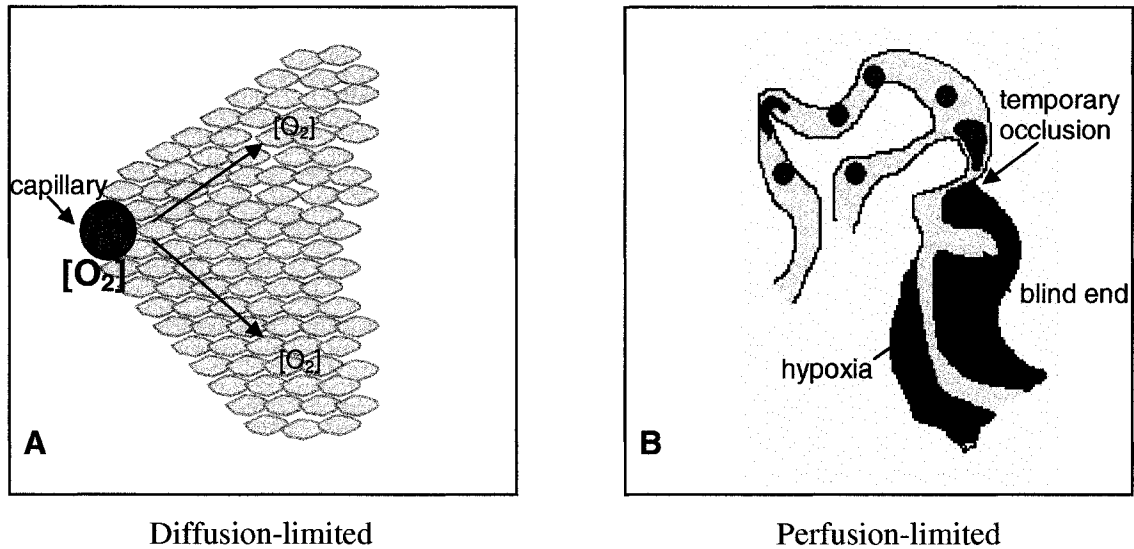 [O₂]
capillary
[O₂]
[O₂]
A
temporary
occlusion
blind end
hypoxia
B
Diffusion-limited
Perfusion-limited